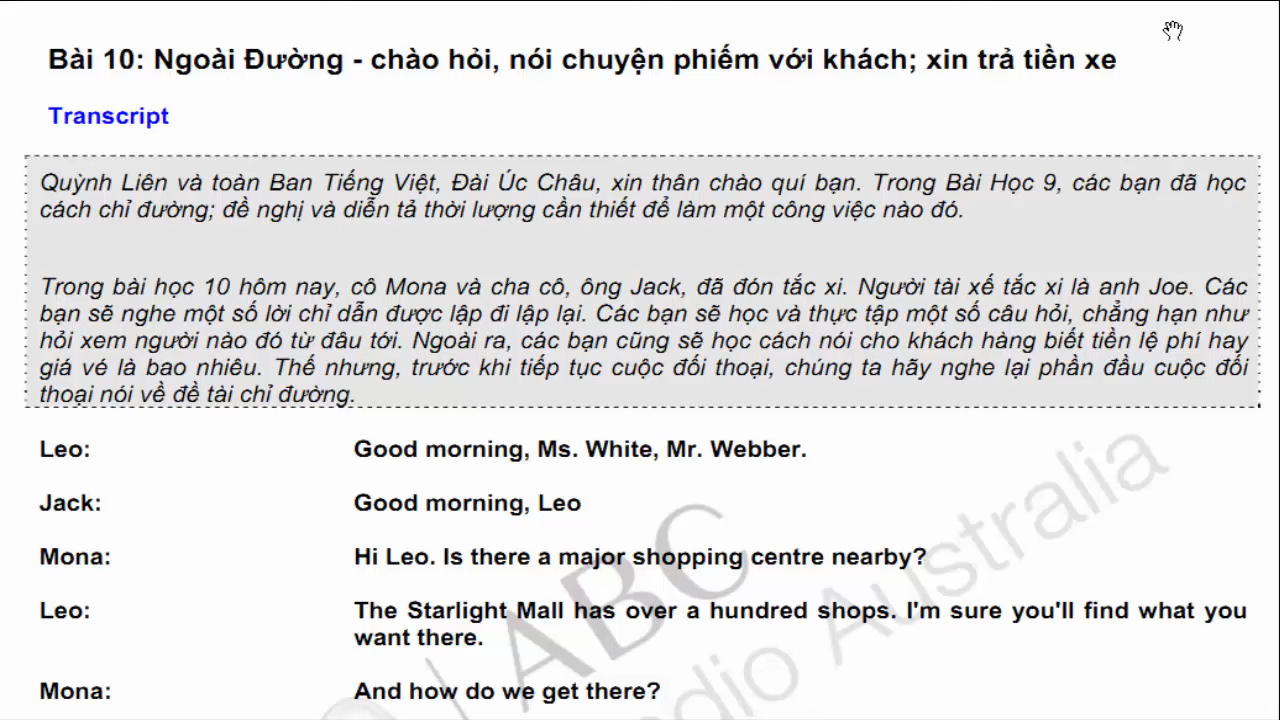 Bài 10: Ngoài Đường - chào hỏi, nói chuyện phiếm với khách; xin trả tiền xe
Transcript
Quỳnh Liên và toàn Ban Tiếng Việt, Đài Úc Châu, xin thân chào quí bạn. Trong Bài Học 9, các bạn đã học
cách chỉ đường; đề nghị và diễn tả thời lượng cần thiết để làm một công việc nào đó.
Trong bài học 10 hôm nay, cô Mona và cha cô, ông Jack, đã đón tắc xi. Người tài xế tắc xi là anh Joe. Các
bạn sẽ nghe một số lời chỉ dẫn được lập đi lập lại. Các bạn sẽ học và thực tập một số câu hỏi, chẳng hạn như
hỏi xem người nào đó từ đâu tới. Ngoài ra, các bạn cũng sẽ học cách nói cho khách hàng biết tiền lệ phí hay
giá vé là bao nhiêu. Thế nhưng, trước khi tiếp tục cuộc đối thoại, chúng ta hãy nghe lại phần đầu cuộc đối
thoại nói về đề tài chỉ đường.
Leo: Good morning, Ms. White, Mr. Webber.
Jack: Good morning, Leo
Mona: Hi Leo. Is there a major shopping centre nearby?
Leo: The Starlight Mall has over a hundred shops. I'm sure you'll find what you
want there.
Mona: And how do we get there?
ABC
Radio Australia